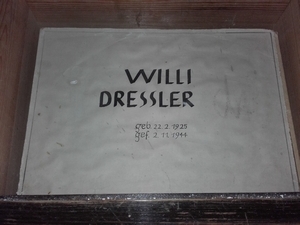 WILLI
DRESSLER
geb. 22. 2. 1925
gef. 2. 11. 1944